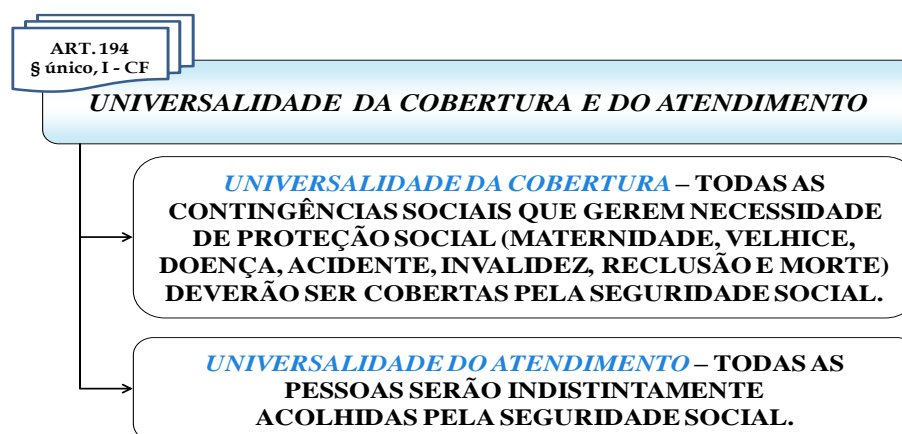 ART. 194
§ único, I - CF
UNIVERSALIDADE DA COBERTURA E DO ATENDIMENTO
UNIVERSALIDADE DA COBERTURA – TODAS AS
CONTINGÊNCIAS SOCIAIS QUE GEREM NECESSIDADE
DE PROTEÇÃO SOCIAL (MATERNIDADE, VELHICE,
DOENÇA, ACIDENTE, INVALIDEZ, RECLUSÃO E MORTE)
DEVERÃO SER COBERTAS PELA SEGURIDADE SOCIAL.
UNIVERSALIDADE DO ATENDIMENTO – TODAS AS
PESSOAS SERÃO INDISTINTAMENTE
ACOLHIDAS PELA SEGURIDADE SOCIAL.